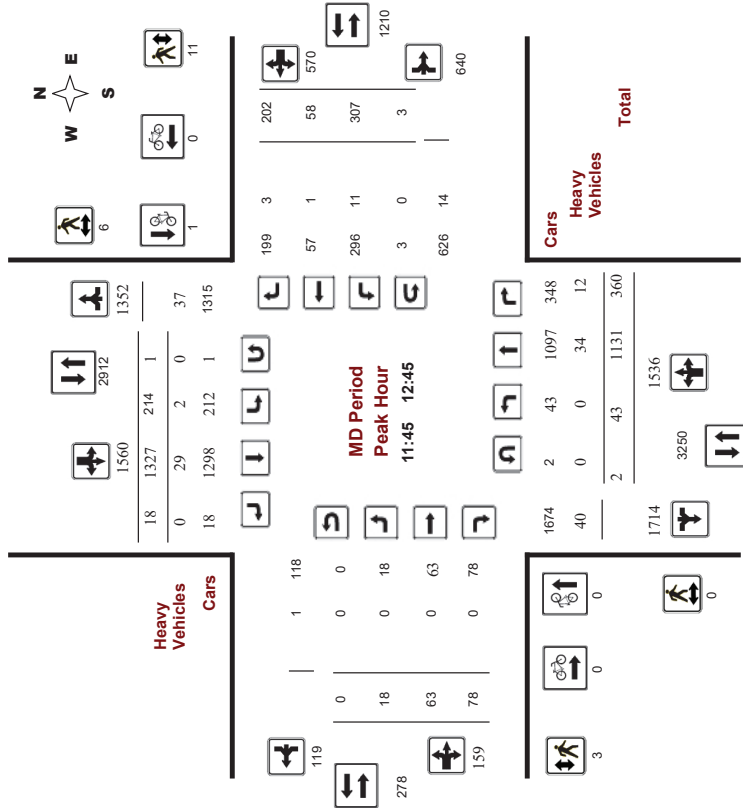 N
W E
S
11
0
6
1
Heavy
Vehicles
Cars
2912
1560
1352
18 1327 214 1
0 29 2 0 37
18 1298 212 1 1315
1210
570
640
199 3 202
57 1 58
296 11 307
3 0 3
626 14
MD Period
Peak Hour
11:45 12:45
1 118
0 0 0
18 0 18
63 0 63
78 0 78
119
278
159
Cars
Heavy
Vehicles
Total
1674 2 43 1097 348
40 0 0 34 12
2 43 1131 360
1714
1536
3250
0
0
0
3